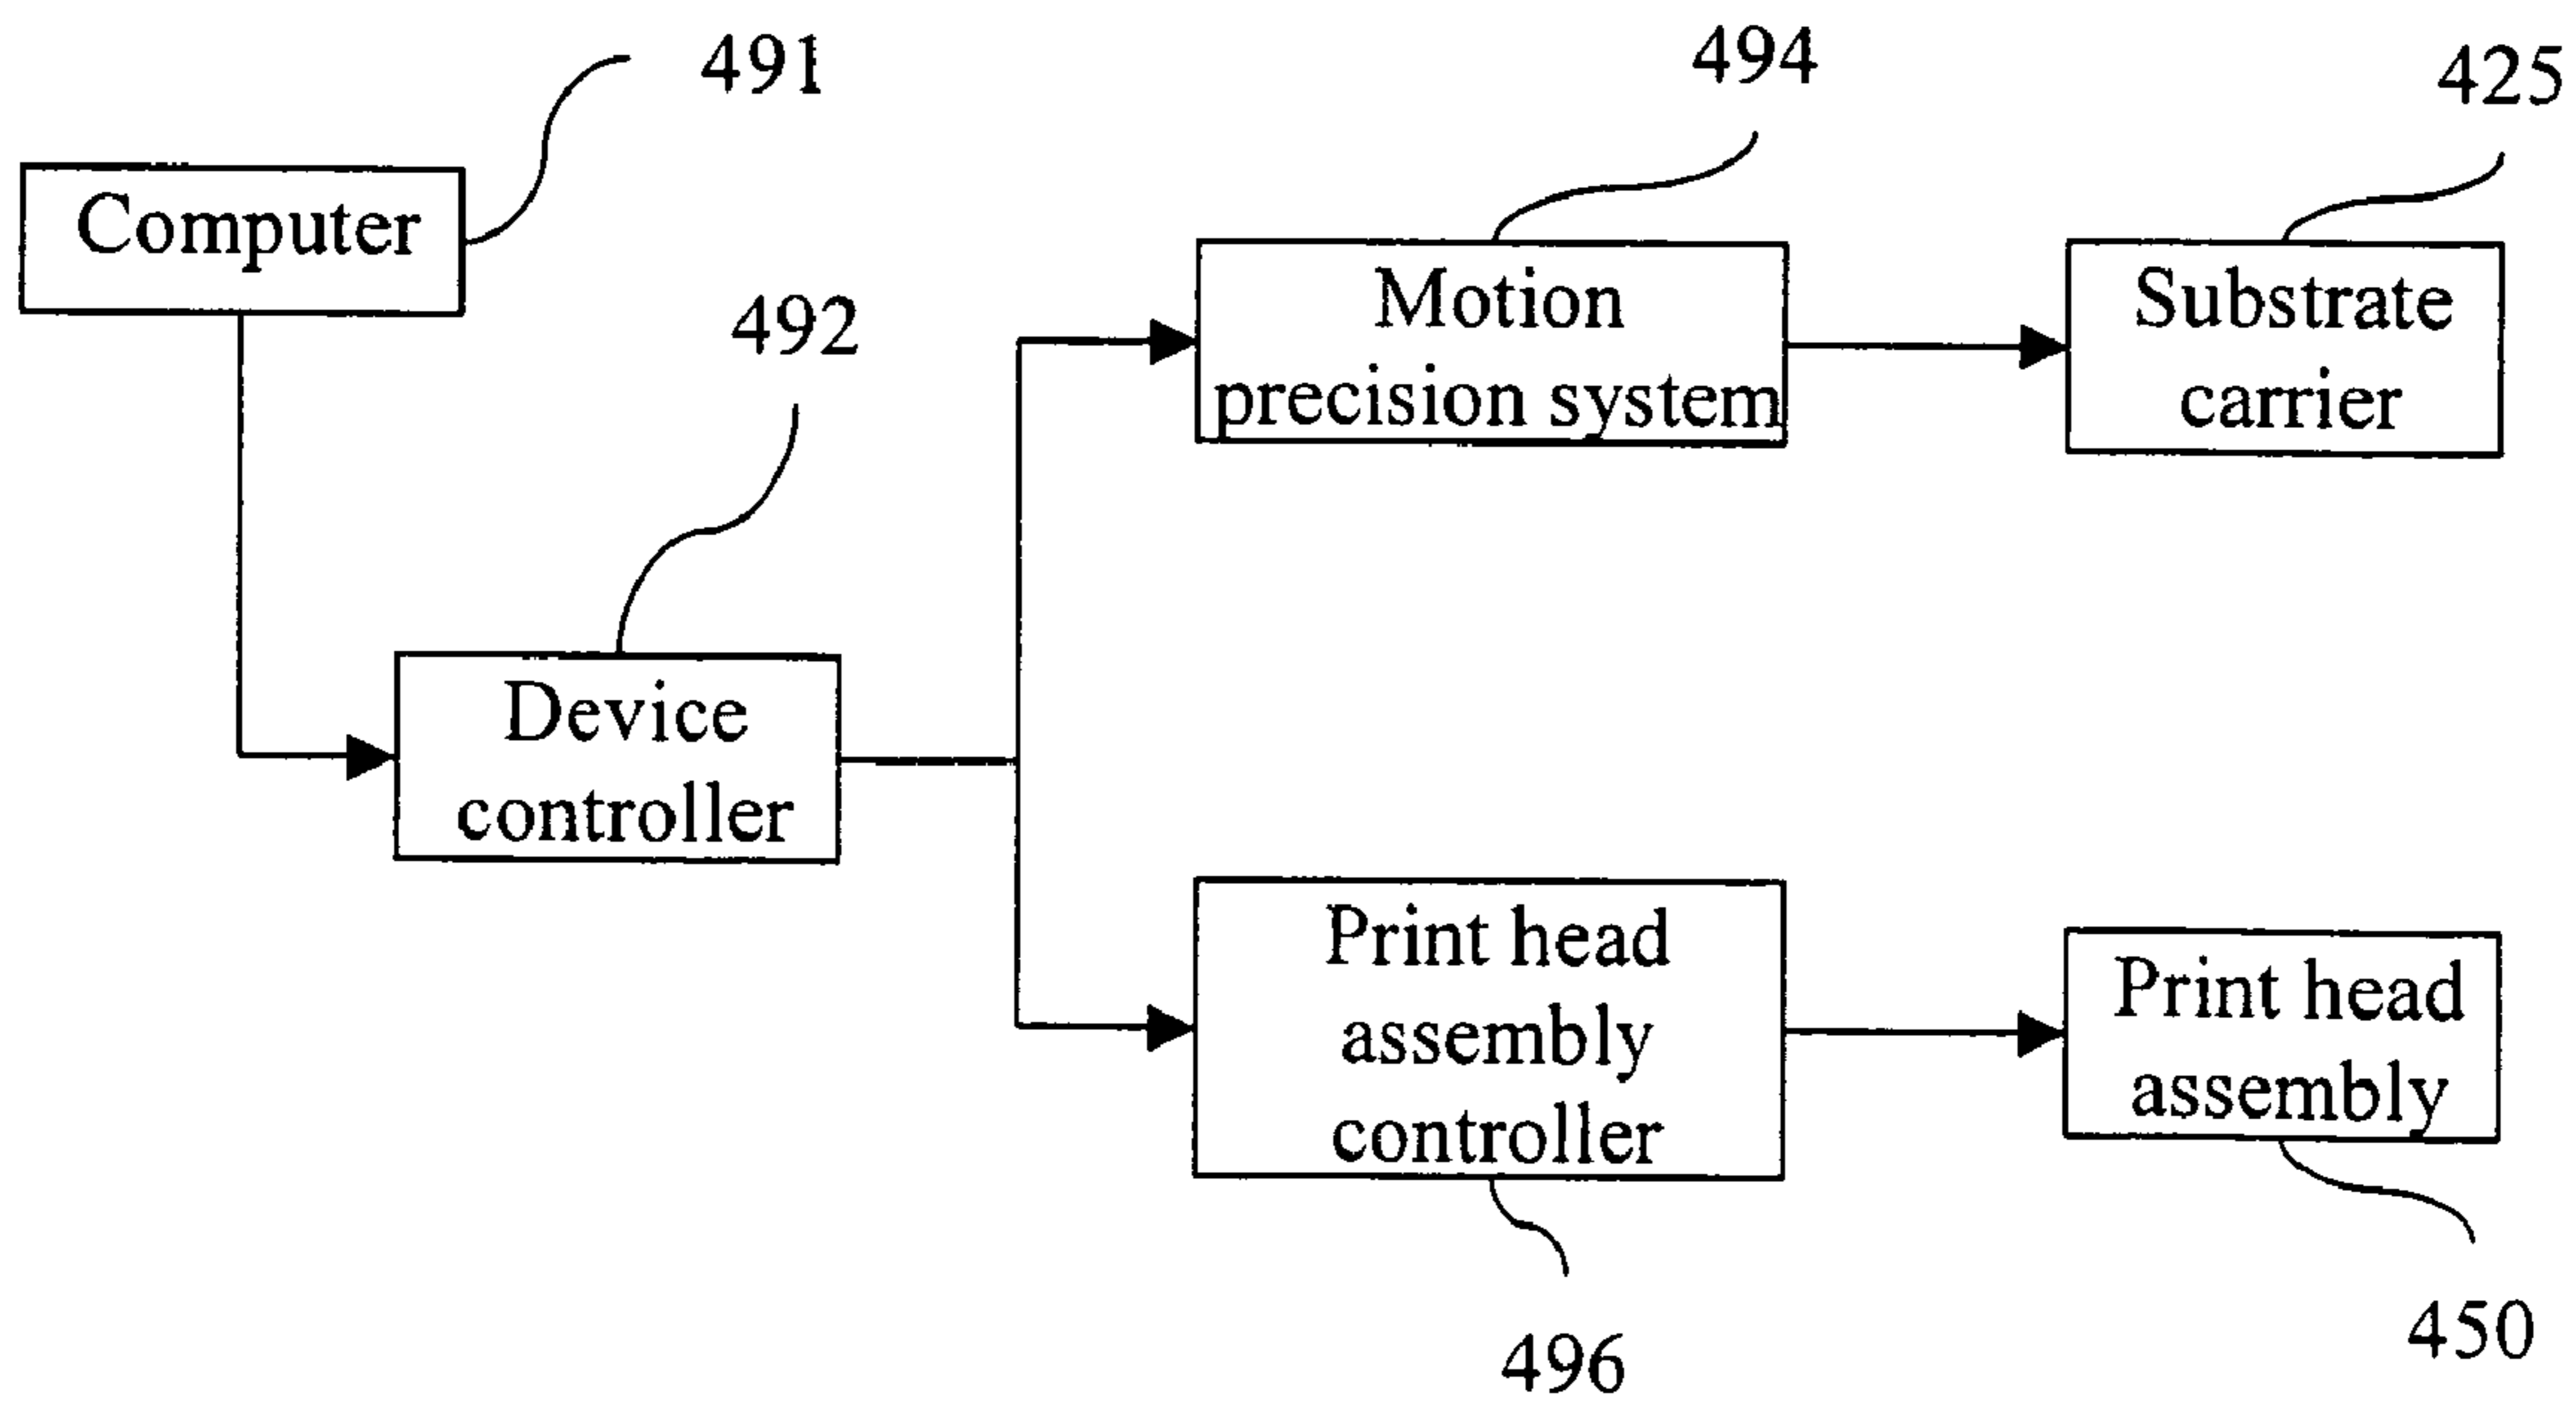 491
494
425
Computer
492
Motion
precision system
Substrate
carrier
Device
controller
Print head
assembly
controller
Print head
assembly
496
450